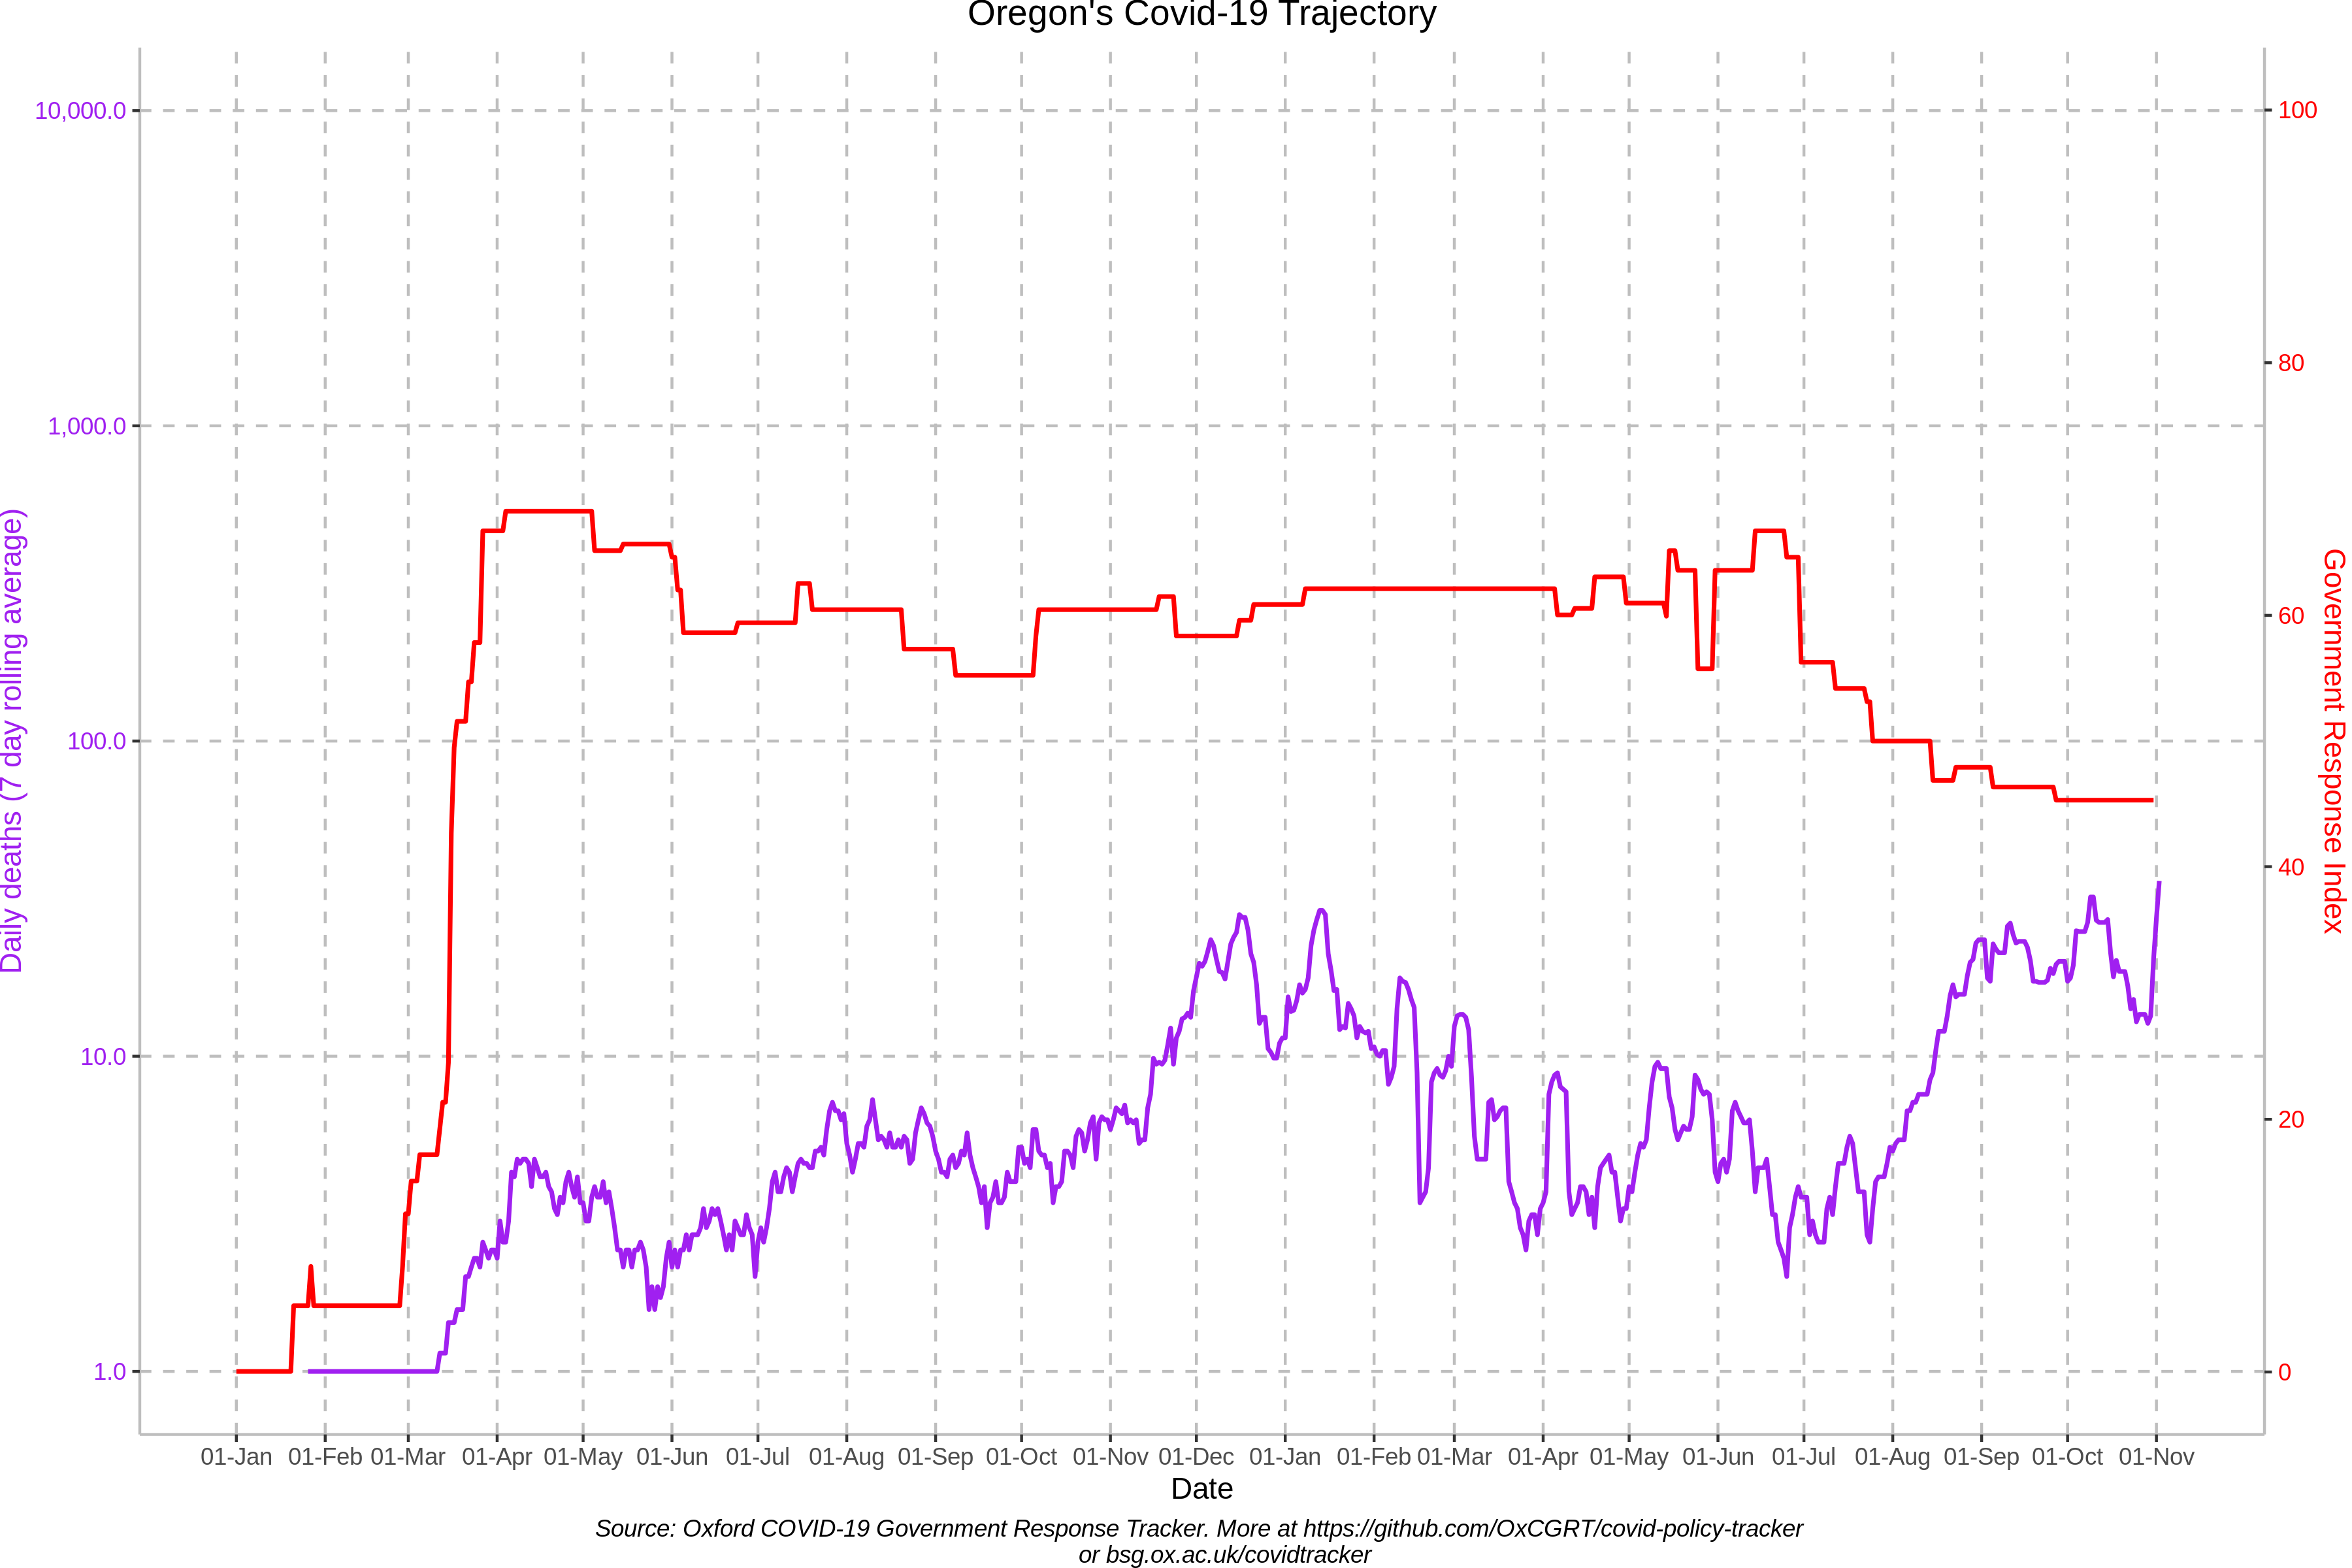 Oregon's Covid-19 Trajectory
10,000.0
1,000.0
100.0
10.0
1.0
Daily deaths (7 day rolling average)
100
80
60
40
20
0
Government Response Index
01-Jan 01-Feb 01-Mar 01-Apr 01-May 01-Jun 01-Jul 01-Aug 01-Sep 01-Oct 01-Nov 01-Dec 01-Jan 01-Feb 01-Mar 01-Apr 01-May 01-Jun 01-Jul 01-Aug 01-Sep 01-Oct 01-Nov
Date
Source: Oxford COVID-19 Government Response Tracker. More at https://github.com/OxCGRT/covid-policy-tracker
or bsg.ox.ac.uk/covidtracker